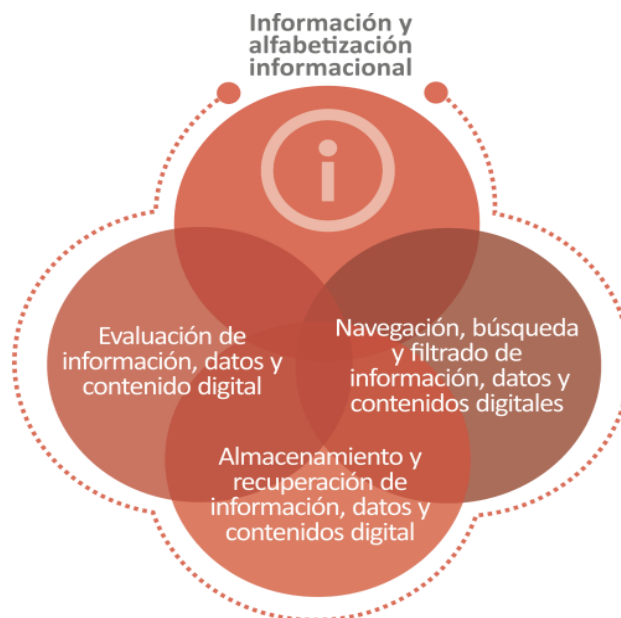 Información y
alfabetización
informacional
i
Evaluación de
información, datos y
contenido digital
Navegación, búsqueda
y filtrado de
información, datos y
contenidos digitales
Almacenamiento y
recuperación de
información, datos y
contenidos digital